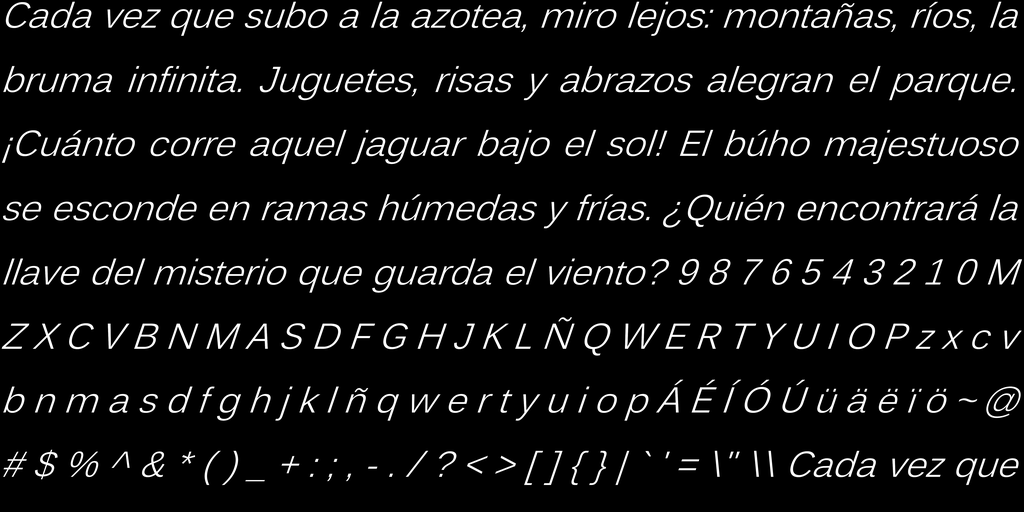 Cada vez que subo a la azotea, miro lejos: montañas, ríos, la
bruma infinita. Juguetes, risas y abrazos alegran el parque.
¡Cuánto corre aquel jaguar bajo el sol! El búho majestuoso
se esconde en ramas húmedas y frías. ¿Quién encontrará la
llave del misterio que guarda el viento? 9 8 7 6 5 4 3 2 1 0 M
Z X C V B N M A S D F G H J K L Ñ Q W E R T Y U I O P z x c v
b n m a s d f g h j k l ñ q w e r t y u i o p Á É Í Ó Ú ü ä ë ï ö ~ @
# $ % ^ & * ( ) _ + : ; , - . / ? < > [ ] { } | ` ' = \" \\ Cada vez que